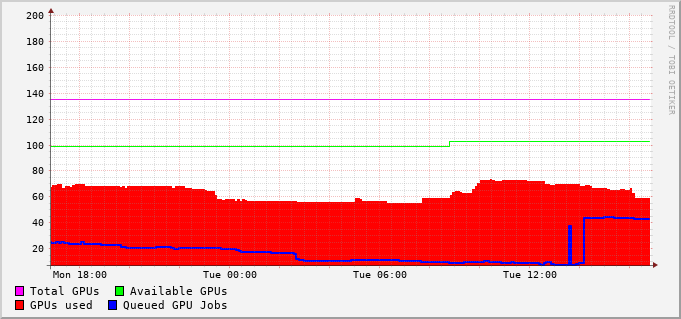 200
180
160
140
120
100
80
60
40
20
Mon 18:00 Tue 00:00 Tue 06:00 Tue 12:00
Total GPUs Available GPUs
GPUs used Queued GPU Jobs
RRDTOOL / TOBI OETIKER